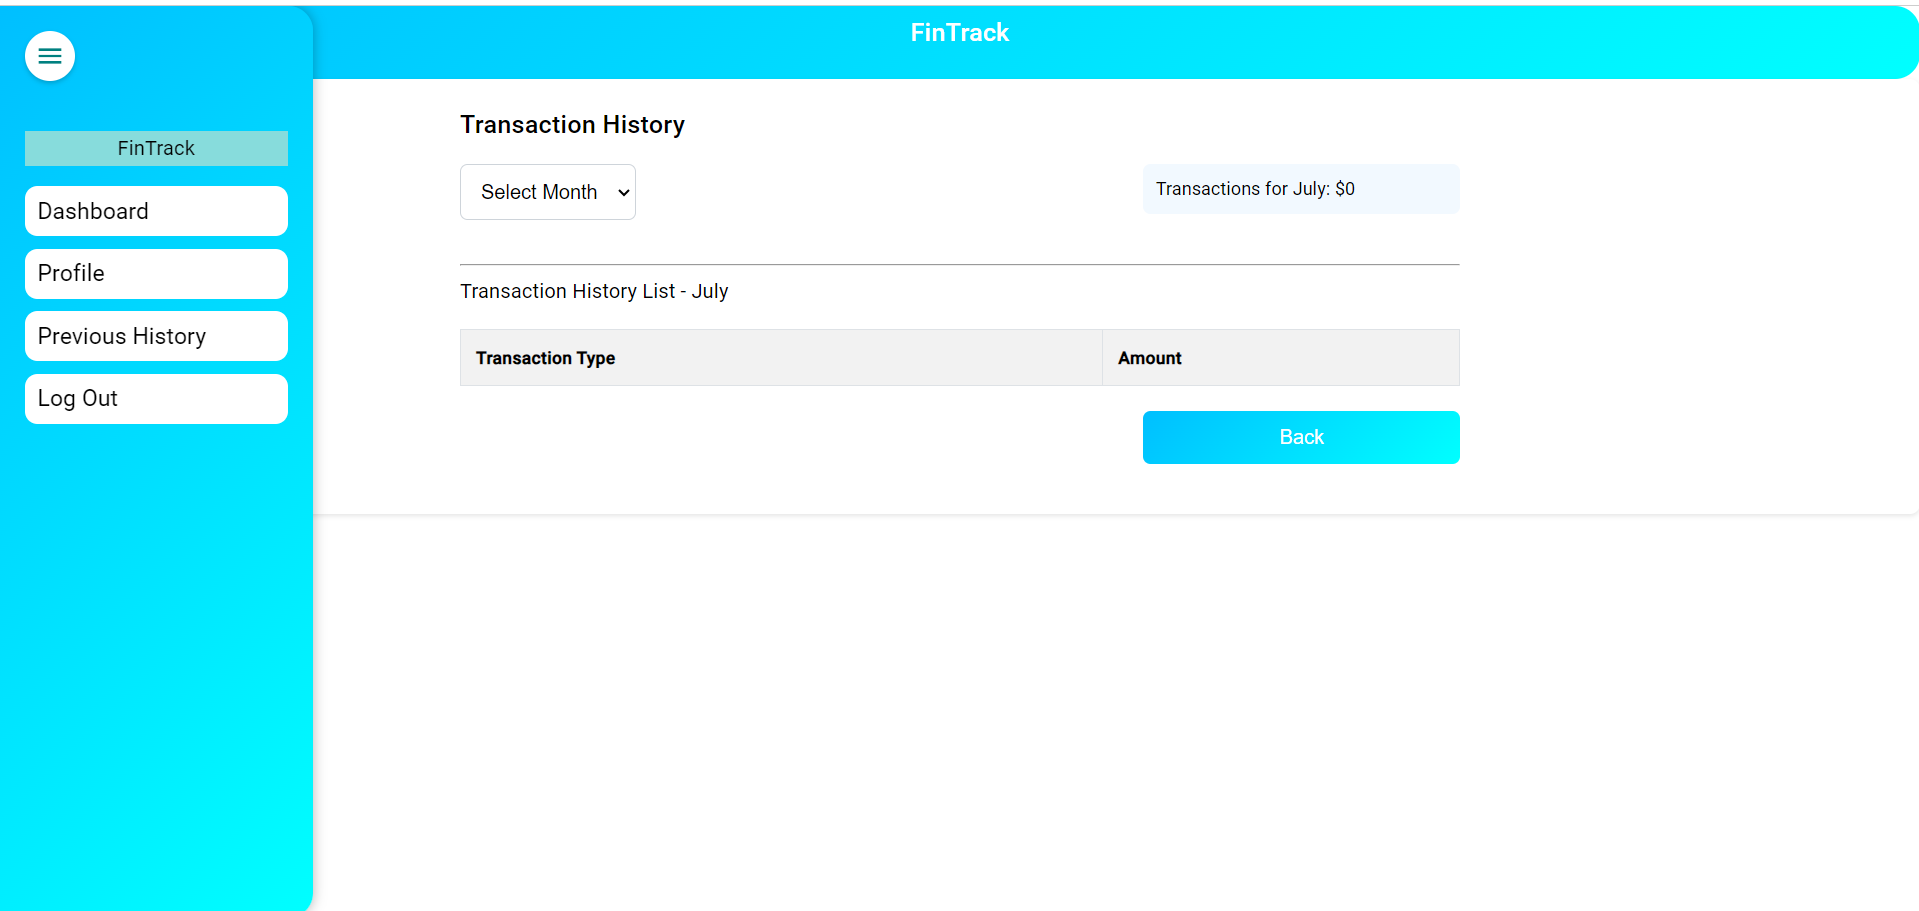 FinTrack
FinTrack
Dashboard
Profile
Previous History
Log Out
Transaction History
Select Month
Transactions for July: $0
Transaction History List - July
Transaction Type Amount
Back